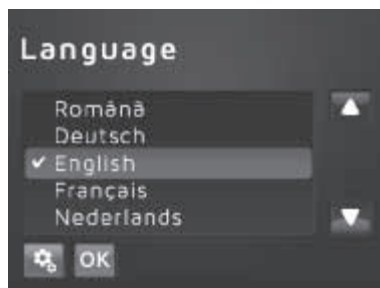 Language
Română
Deutsch
English
Français
Nederlands
OK